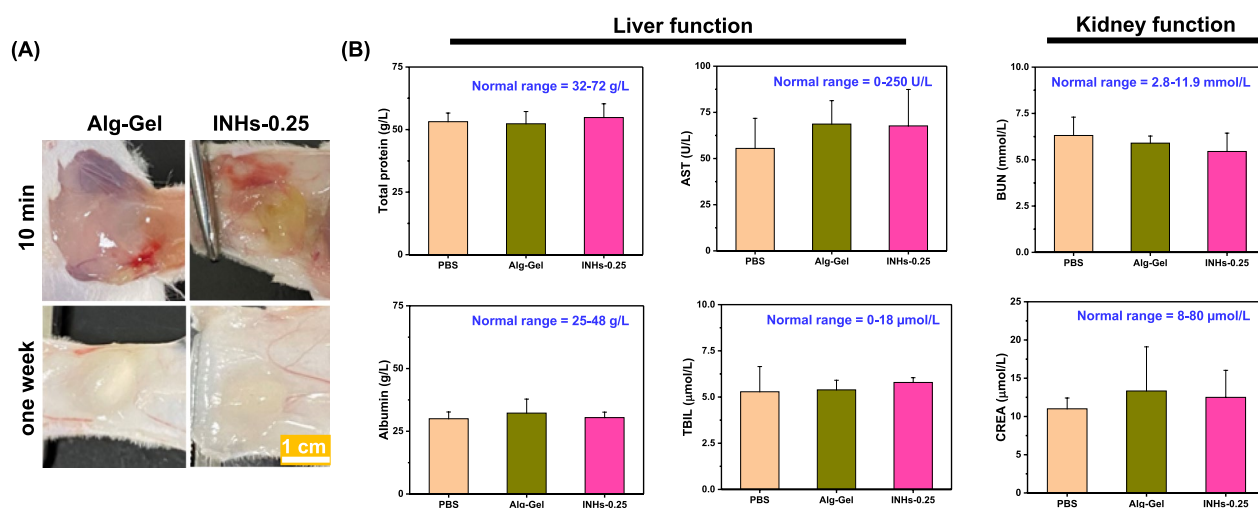 (A)
Alg-Gel
INHs-0.25
10 min
one week
1 cm
(B)
Liver function
Kidney function
Normal range = 32-72 g/L
Total protein (g/L)
75
50
25
0
PBS
Alg-Gel
INHs-0.25
Normal range = 0-250 U/L
AST (U/L)
100
75
50
25
0
PBS
Alg-Gel
INHs-0.25
Normal range = 2.8-11.9 mmol/L
BUN (mmol/L)
10.0
7.5
5.0
2.5
0.0
PBS
Alg-Gel
INHs-0.25
Normal range = 25-48 g/L
Albumin (g/L)
75
50
25
0
PBS
Alg-Gel
INHs-0.25
Normal range = 0-18 μmol/L
TBIL (μmol/L)
10.0
7.5
5.0
2.5
0.0
PBS
Alg-Gel
INHs-0.25
Normal range = 8-80 μmol/L
CREA (μmol/L)
25
20
15
10
5
0
PBS
Alg-Gel
INHs-0.25